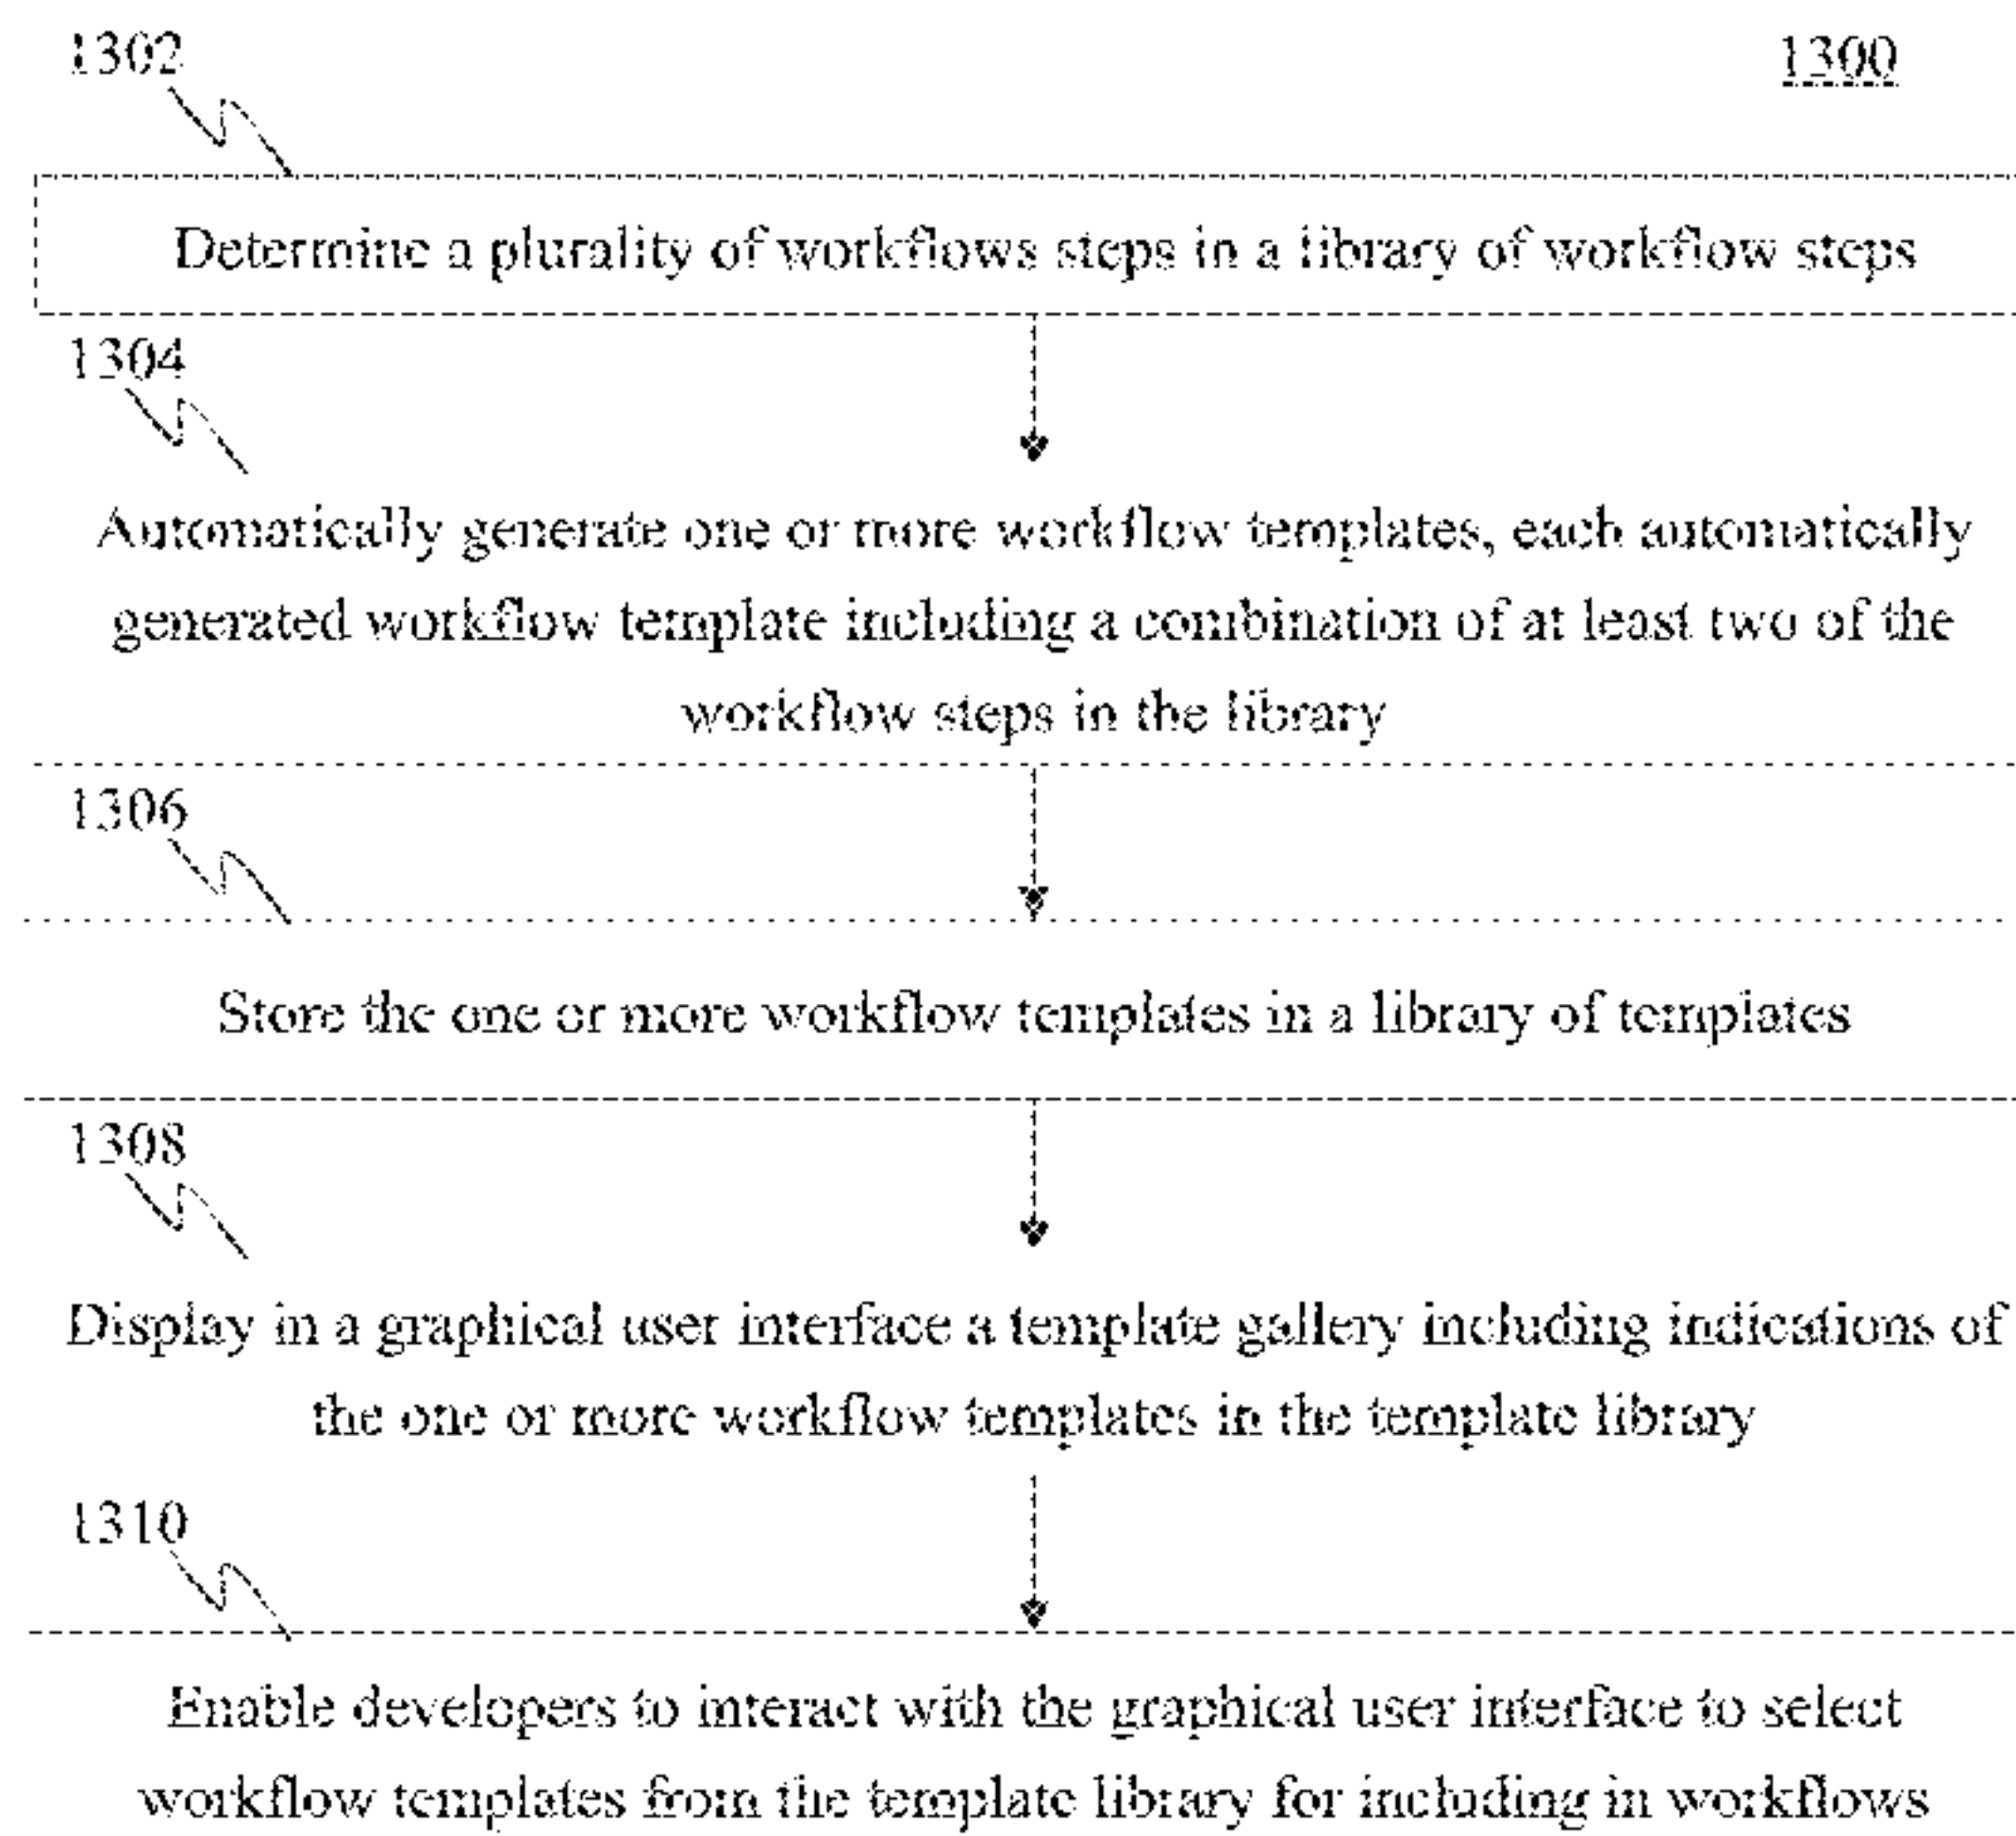 1302
1300
Determine a plurality of workflows steps in a library of workflow steps
1304
Automatically generate one or more workflow templates, each automatically
generated workflow template including a combination of at least two of the
workflow steps in the library
1306
Store the one or more workflow templates in a library of templates
1308
Display in a graphical user interface a template gallery including indications of
the one or more workflow templates in the template library
1310
Enable developers to interact with the graphical user interface to select
workflow templates from the template library for including in workflows